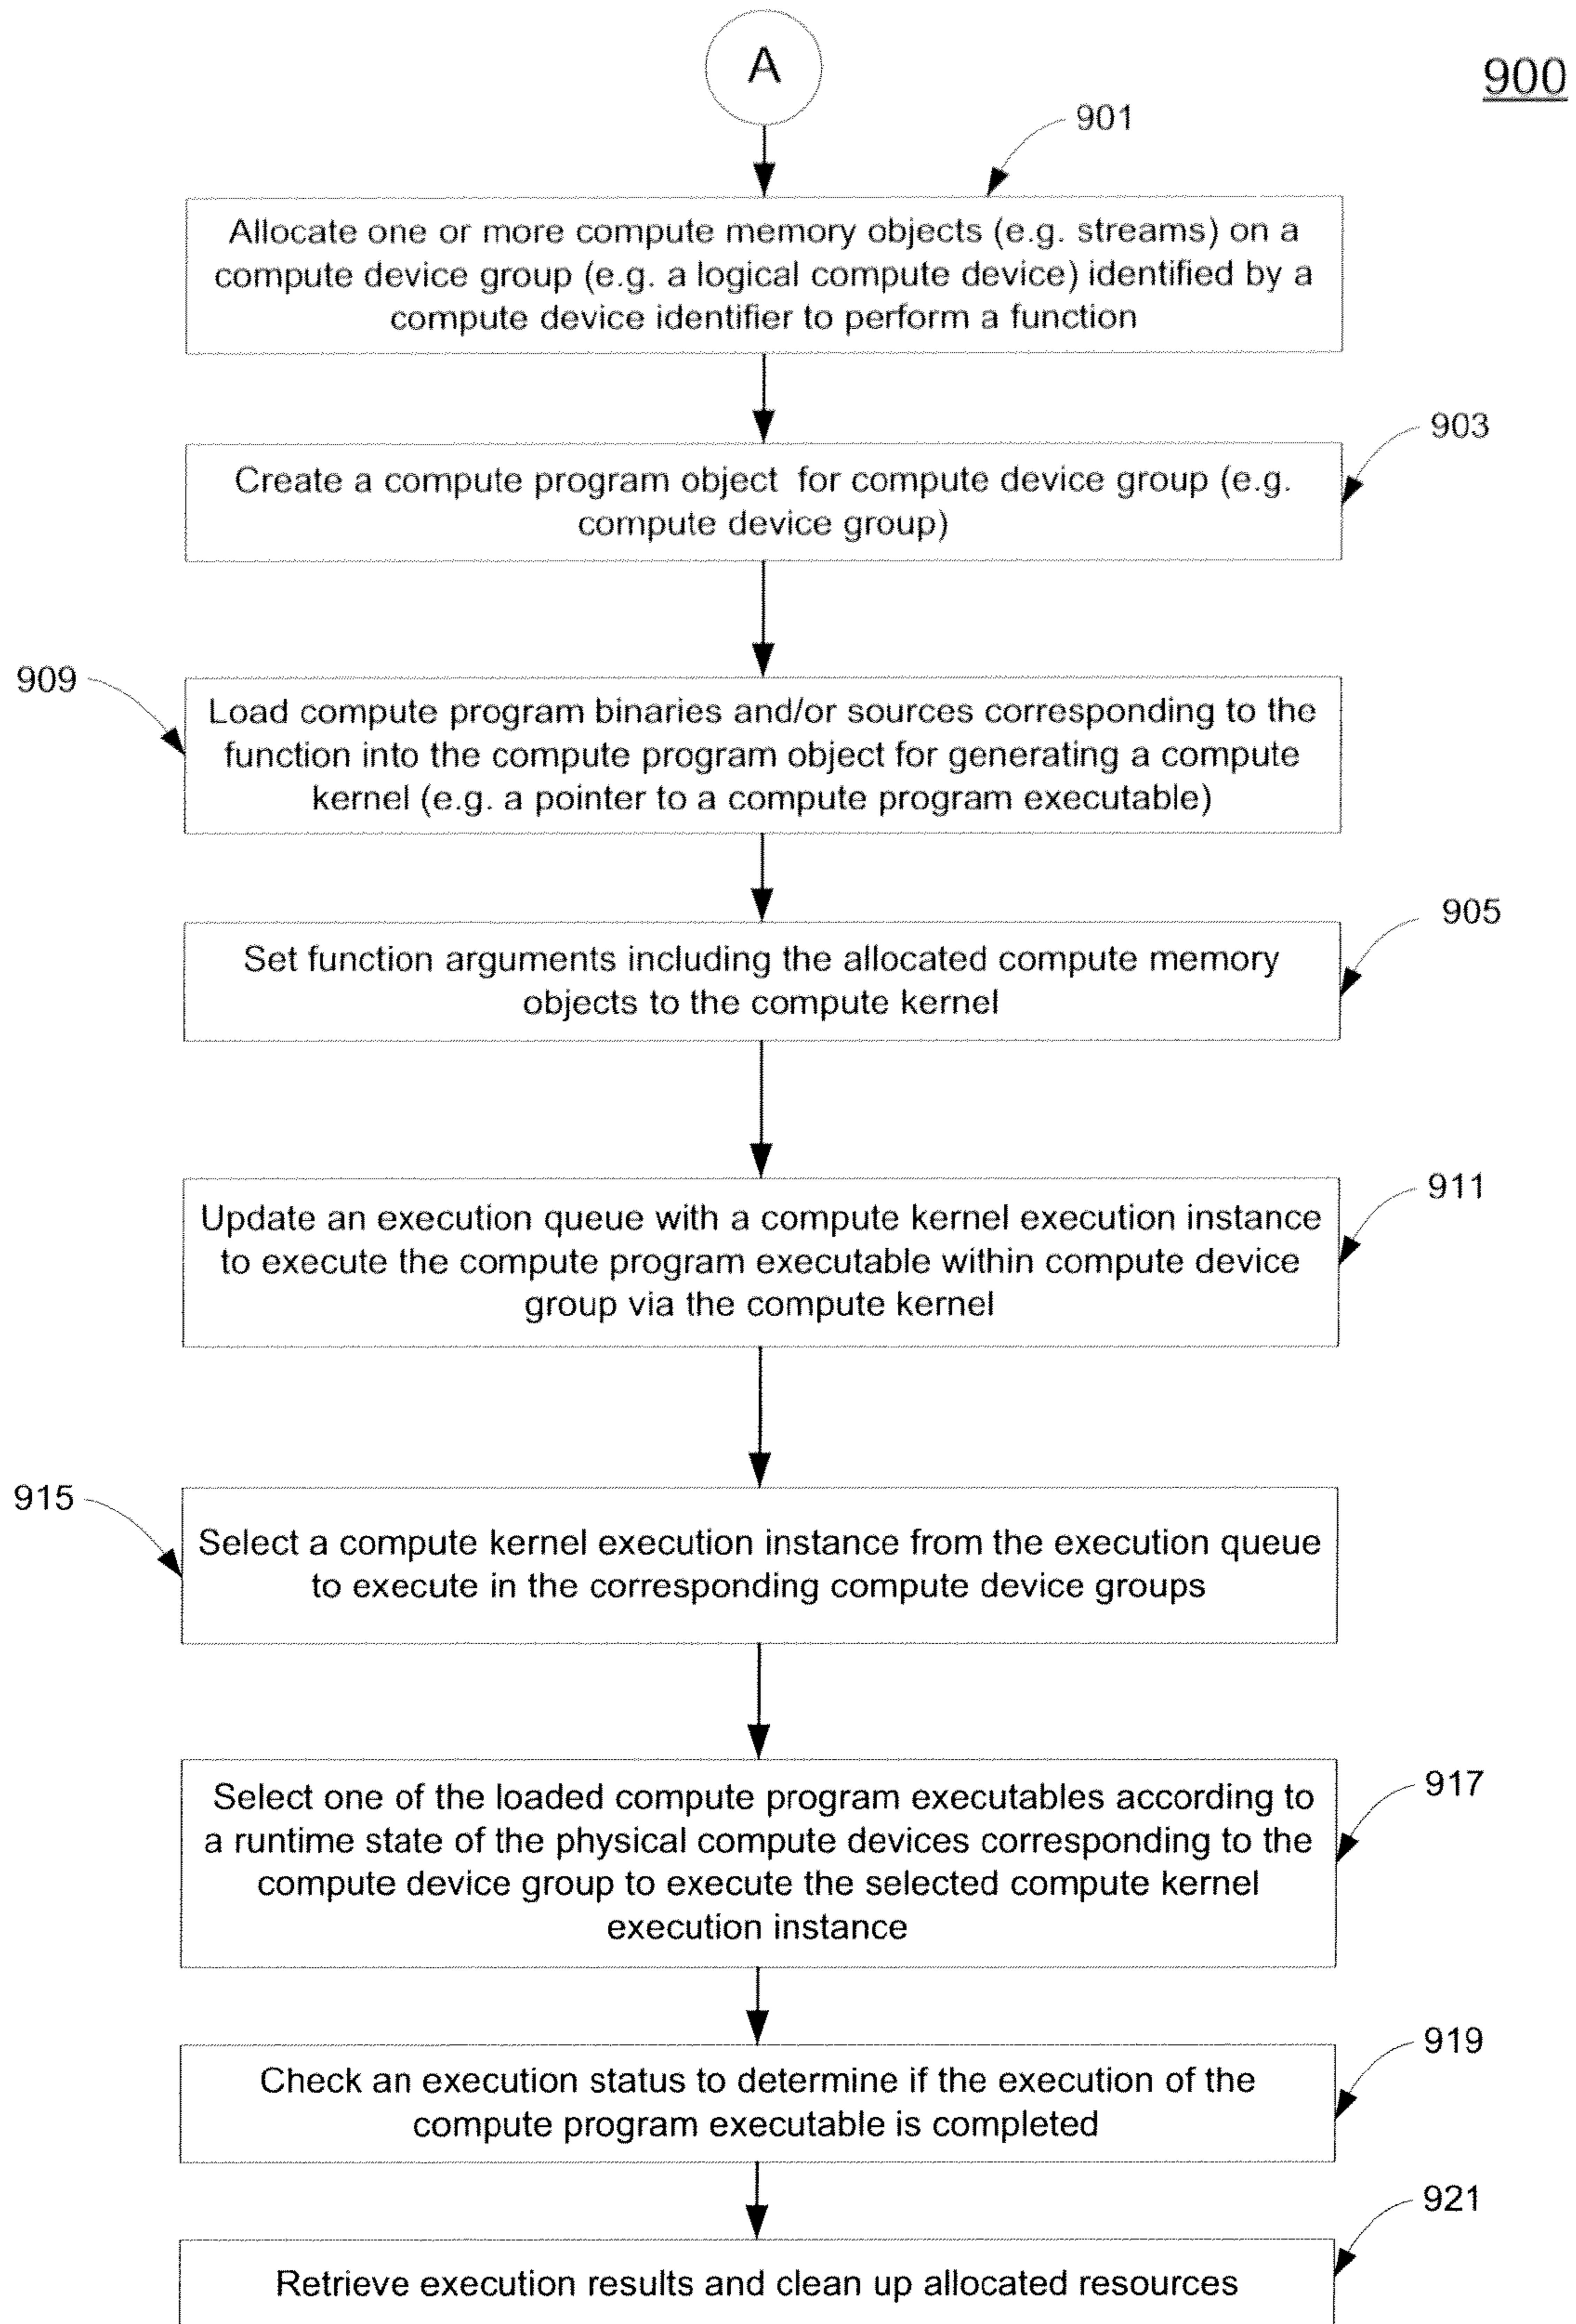 A
900
901
Allocate one or more compute memory objects (e.g. streams) on a
compute device group (e.g. a logical compute device) identified by a
compute device identifier to perform a function
903
Create a compute program object  for compute device group (e.g.
compute device group)
909
Load compute program binaries and/or sources corresponding to the
function into the compute program object for generating a compute
kernel (e.g. a pointer to a compute program executable)
905
Set function arguments including the allocated compute memory
objects to the compute kernel
911
Update an execution queue with a compute kernel execution instance
to execute the compute program executable within compute device
group via the compute kernel
915
Select a compute kernel execution instance from the execution queue
to execute in the corresponding compute device groups
917
Select one of the loaded compute program executables according to
a runtime state of the physical compute devices corresponding to the
compute device group to execute the selected compute kernel
execution instance
919
Check an execution status to determine if the execution of the
compute program executable is completed
921
Retrieve execution results and clean up allocated resources